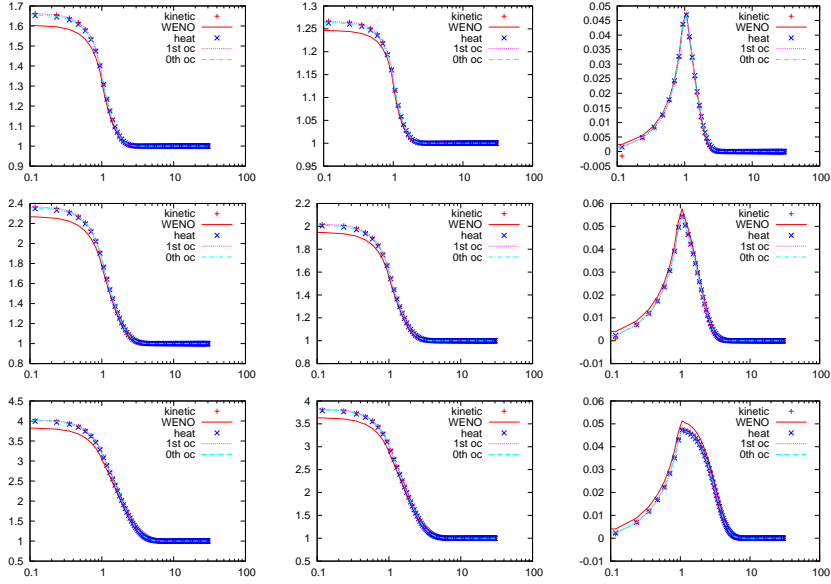 1.7
1.6
1.5
1.4
1.3
1.2
1.1
1
0.9
0.1 1 10 100
kinetic
WENO
heat
1st oc
0th oc
1.3
1.25
1.2
1.15
1.1
1.05
1
0.95
0.1 1 10 100
kinetic
WENO
heat
1st oc
0th oc
0.05
0.045
0.04
0.035
0.03
0.025
0.02
0.015
0.01
0.005
0
-0.005
0.1 1 10 100
kinetic
WENO
heat
1st oc
0th oc
2.4
2.2
2
1.8
1.6
1.4
1.2
1
0.8
0.1 1 10 100
kinetic
WENO
heat
1st oc
0th oc
2.2
2
1.8
1.6
1.4
1.2
1
0.8
0.1 1 10 100
kinetic
WENO
heat
1st oc
0th oc
0.06
0.05
0.04
0.03
0.02
0.01
0
-0.01
0.1 1 10 100
kinetic
WENO
heat
1st oc
0th oc
4.5
4
3.5
3
2.5
2
1.5
1
0.5
0.1 1 10 100
kinetic
WENO
heat
1st oc
0th oc
4
3.5
3
2.5
2
1.5
1
0.5
0.1 1 10 100
kinetic
WENO
heat
1st oc
0th oc
0.06
0.05
0.04
0.03
0.02
0.01
0
-0.01
0.1 1 10 100
kinetic
WENO
heat
1st oc
0th oc